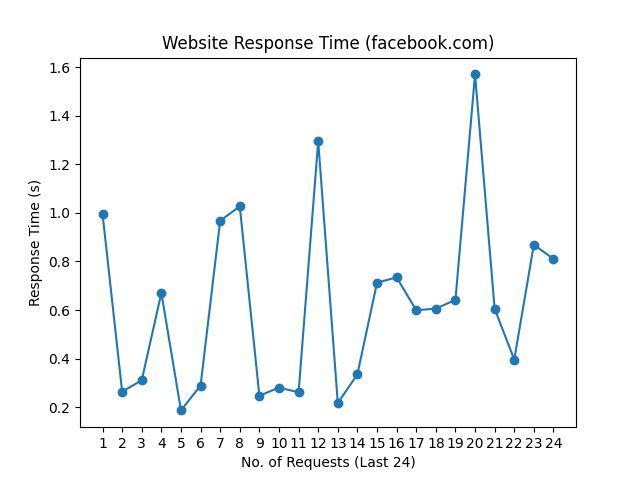 Website Response Time (facebook.com)
Response Time (s)
1.6
1.4
1.2
1.0
0.8
0.6
0.4
0.2
1 2 3 4 5 6 7 8 9 10 11 12 13 14 15 16 17 18 19 20 21 22 23 24
No. of Requests (Last 24)